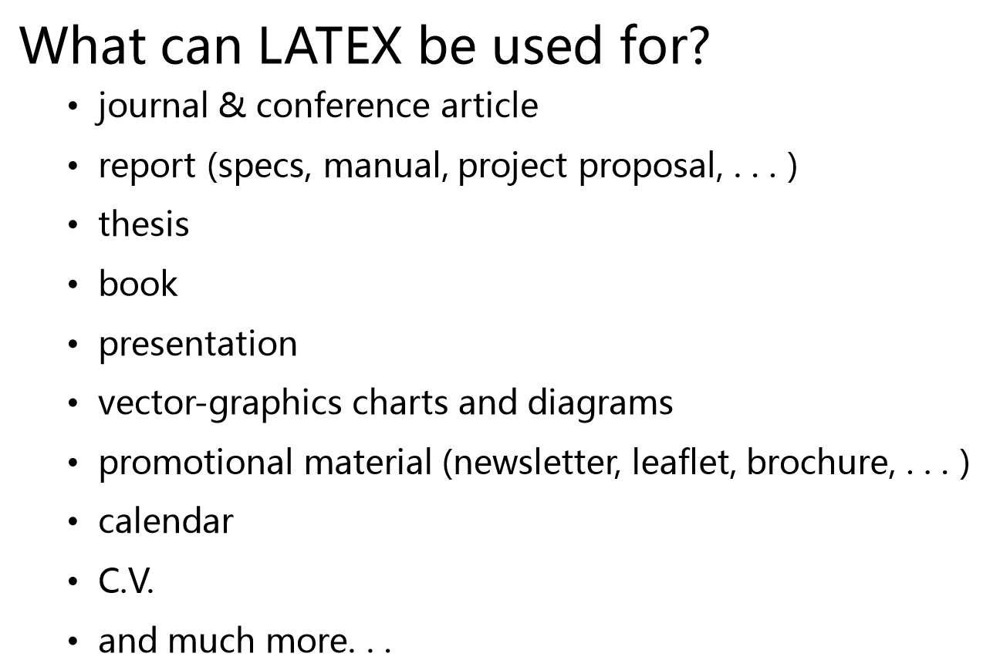 What can LATEX be used for?
• journal & conference article
• report (specs, manual, project proposal, . . . )
• thesis
• book
• presentation
• vector-graphics charts and diagrams
• promotional material (newsletter, leaflet, brochure, . . . )
• calendar
• C.V.
• and much more. . .